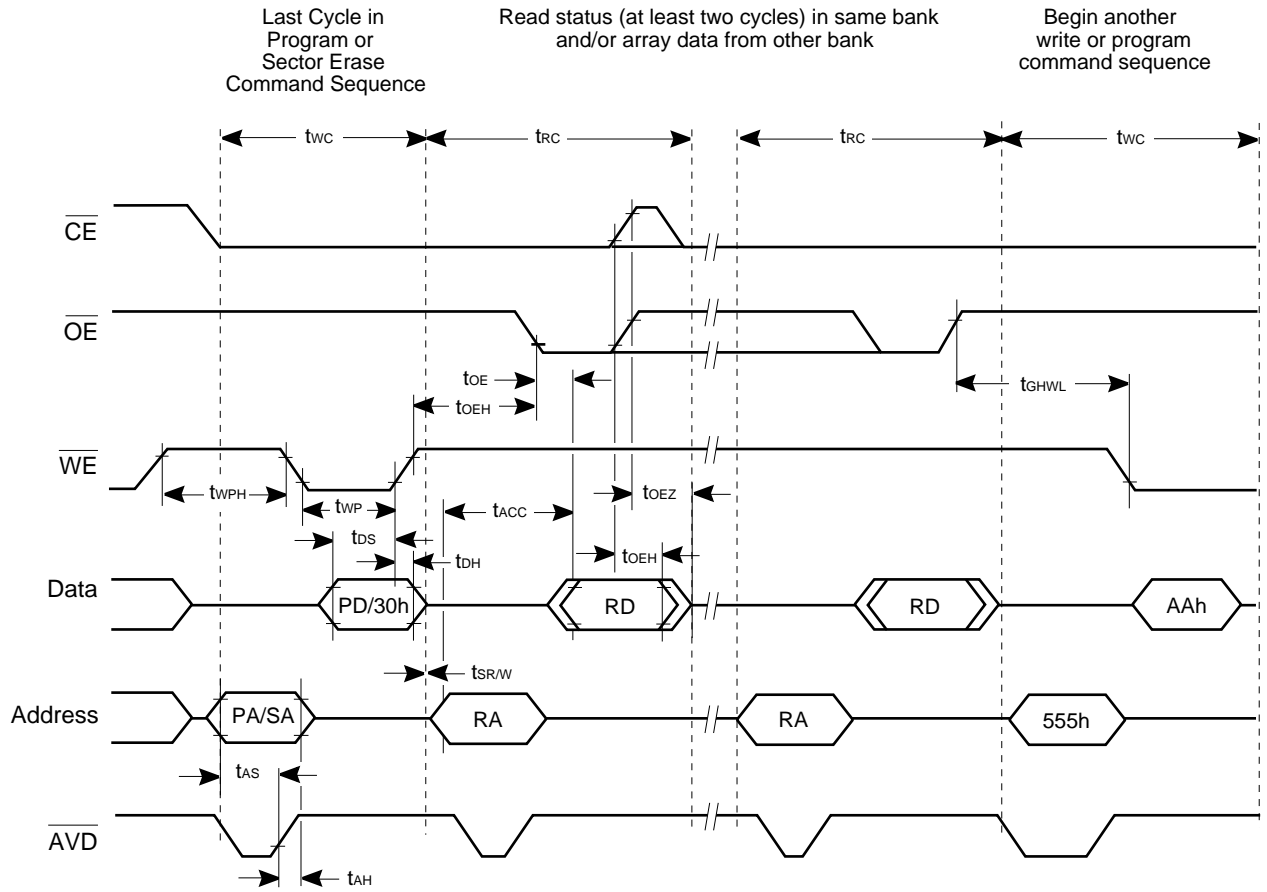 Last Cycle in
Program or
Sector Erase
Command Sequence
Read status (at least two cycles) in same bank
and/or array data from other bank
Begin another
write or program
command sequence
tWC
tRC
tRC
tWC
CE
OE
tOE
tOEH
tGHWL
WE
tWPH
tWP
tOEZ
tACC
tDS
tOEH
tDH
Data
PD/30h
RD
RD
AAh
tSR/W
Address
PA/SA
RA
RA
555h
tAS
AVD
tAH